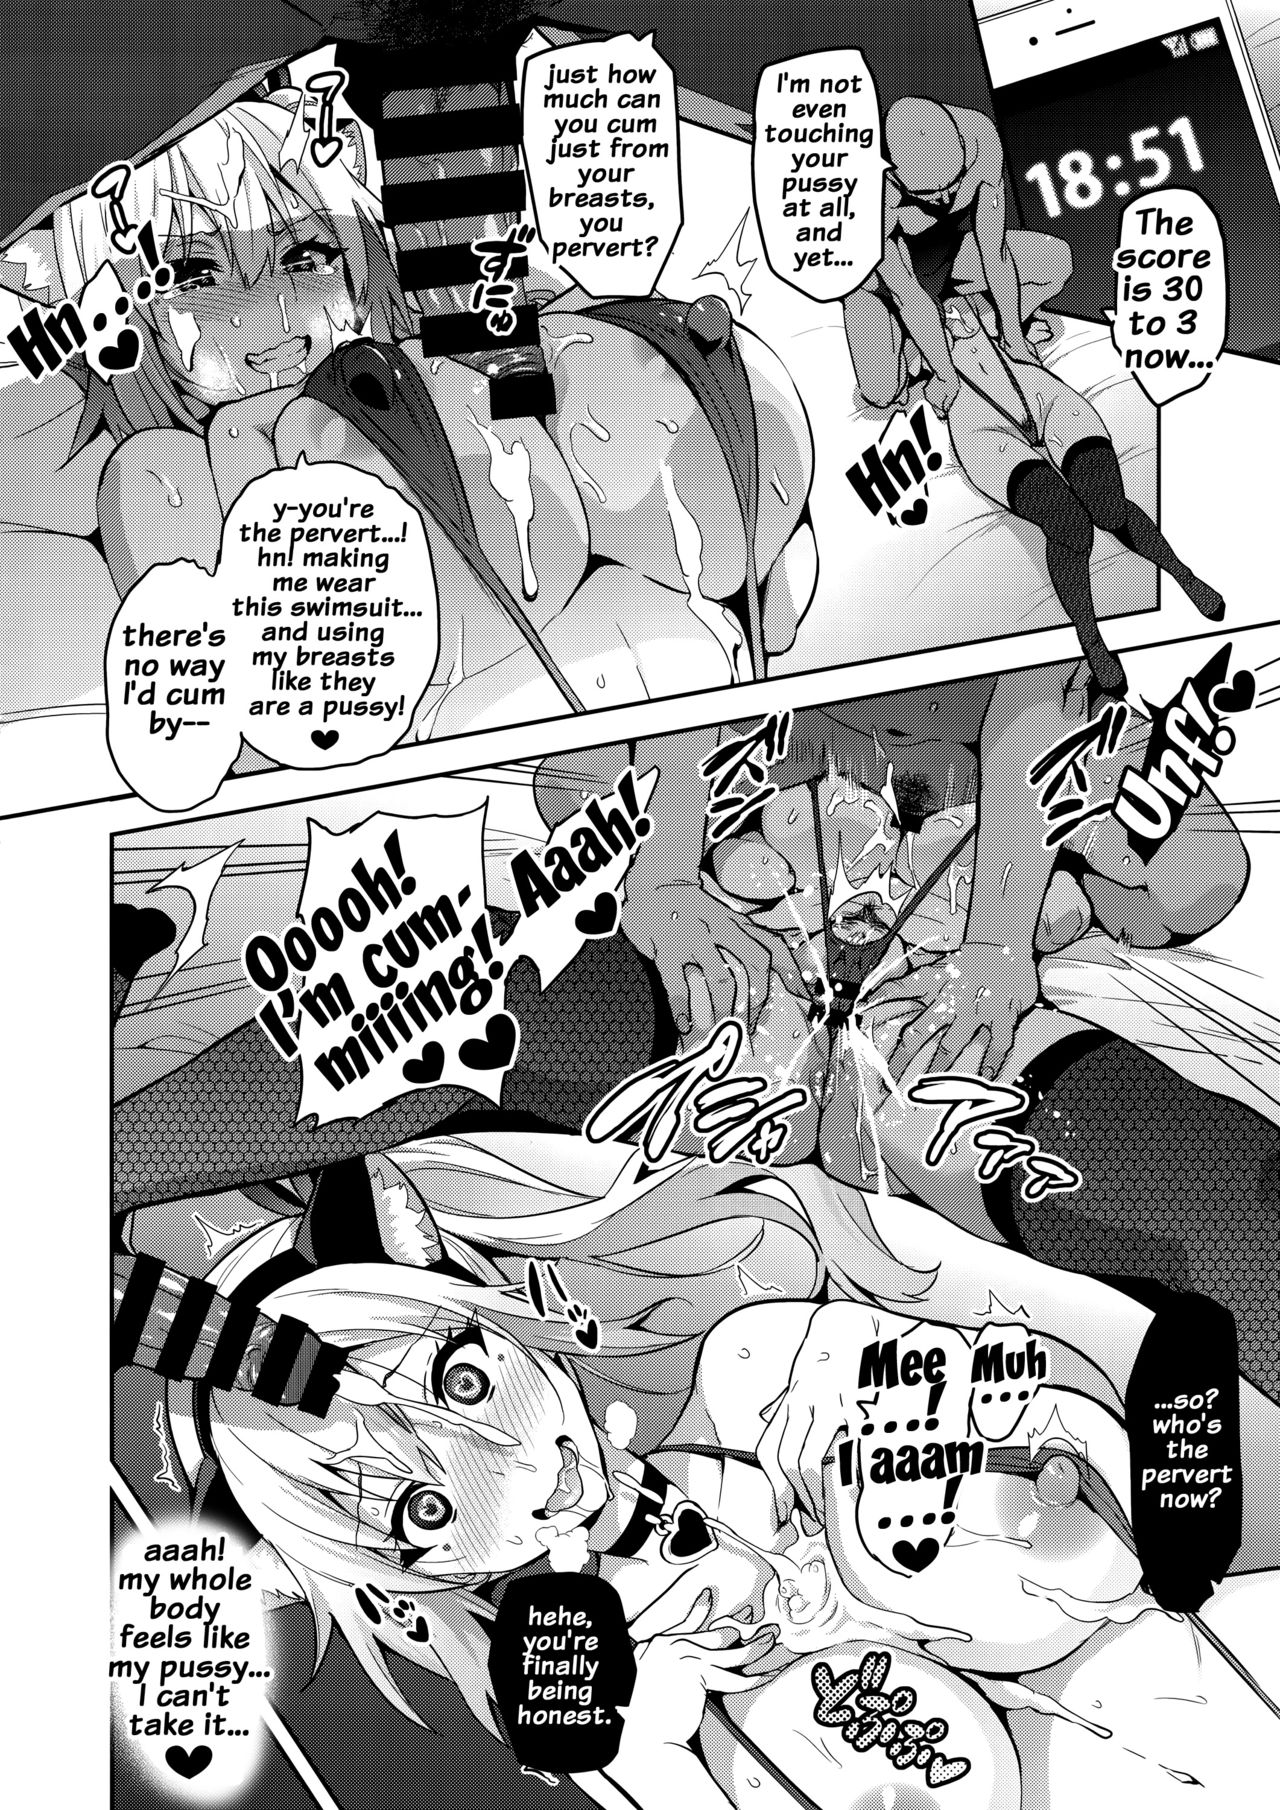 18:51
The
score
is 30
to 3
now...
I'm not
even
touching
your
pussy
at all,
and
yet...
just how
much can
you cum
just from
your
breasts,
you
pervert?
Hn!
Hn...!
ずにゅ
y-you're
the pervert...!
hn! making
me wear
this swimsuit...
and using
my breasts
like they
are a pussy!
there's
no way
I'd cum
by--
Unf!
Aaah!
Ooooh!
I'm cum-
miiiing!
...so?
who's
the
pervert
now?
Muh
...
Mee
....!
I aaaam
....!
hehe,
you're
finally
being
honest.
aaah!
my whole
body
feels like
my pussy...
I can't
take it...